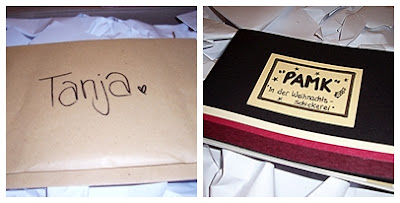 Tanja
"PAMK"
in der Weihnachts-
Schickerei